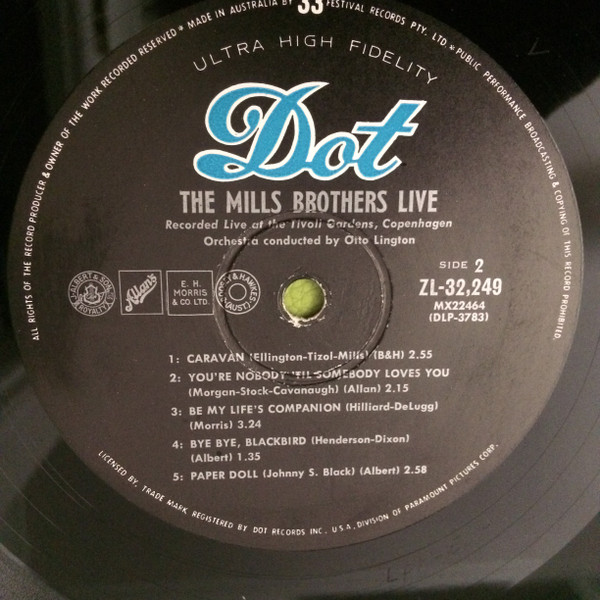 ALL RIGHTS OF THE RECORD PRODUCER & OWNER OF THE WORK RECORDED RESERVED * MADE IN AUSTRALIA BY 33 FESTIVAL RECORDS PTY. LTD * PUBLIC PERFORMANCE BROADCASTING & COPYING OF THIS RECORD PROHIBITED
ULTRA HIGH FIDELITY
Dot
THE MILLS BROTHERS LIVE
Recorded Live at the Tivoli Gardens, Copenhagen
Orchestra conducted by Otto Lington
J. ALBERT & SON
ROYALTY
Allan's
E. H.
MORRIS
& CO. LTD.
& HAWKES
(AUST)
SIDE 2
ZL-32,249
MX22464
(DLP-3783)
1: CARAVAN (Ellington-Tizol-Mills) (B&H) 2.55
2: YOU'RE NOBODY 'TIL SOMEBODY LOVES YOU
(Morgan-Stock-Cavanaugh) (Allan) 2.15
3: BE MY LIFE'S COMPANION (Hilliard-DeLugg)
(Morris) 3.24
4: BYE BYE, BLACKBIRD (Henderson-Dixon)
(Albert) 1.35
5: PAPER DOLL (Johnny S. Black) (Albert) 2.58
LICENSED BY, TRADE MARK REGISTERED BY DOT RECORDS INC. U.S.A, DIVISION OF PARAMOUNT PICTURES CORP.